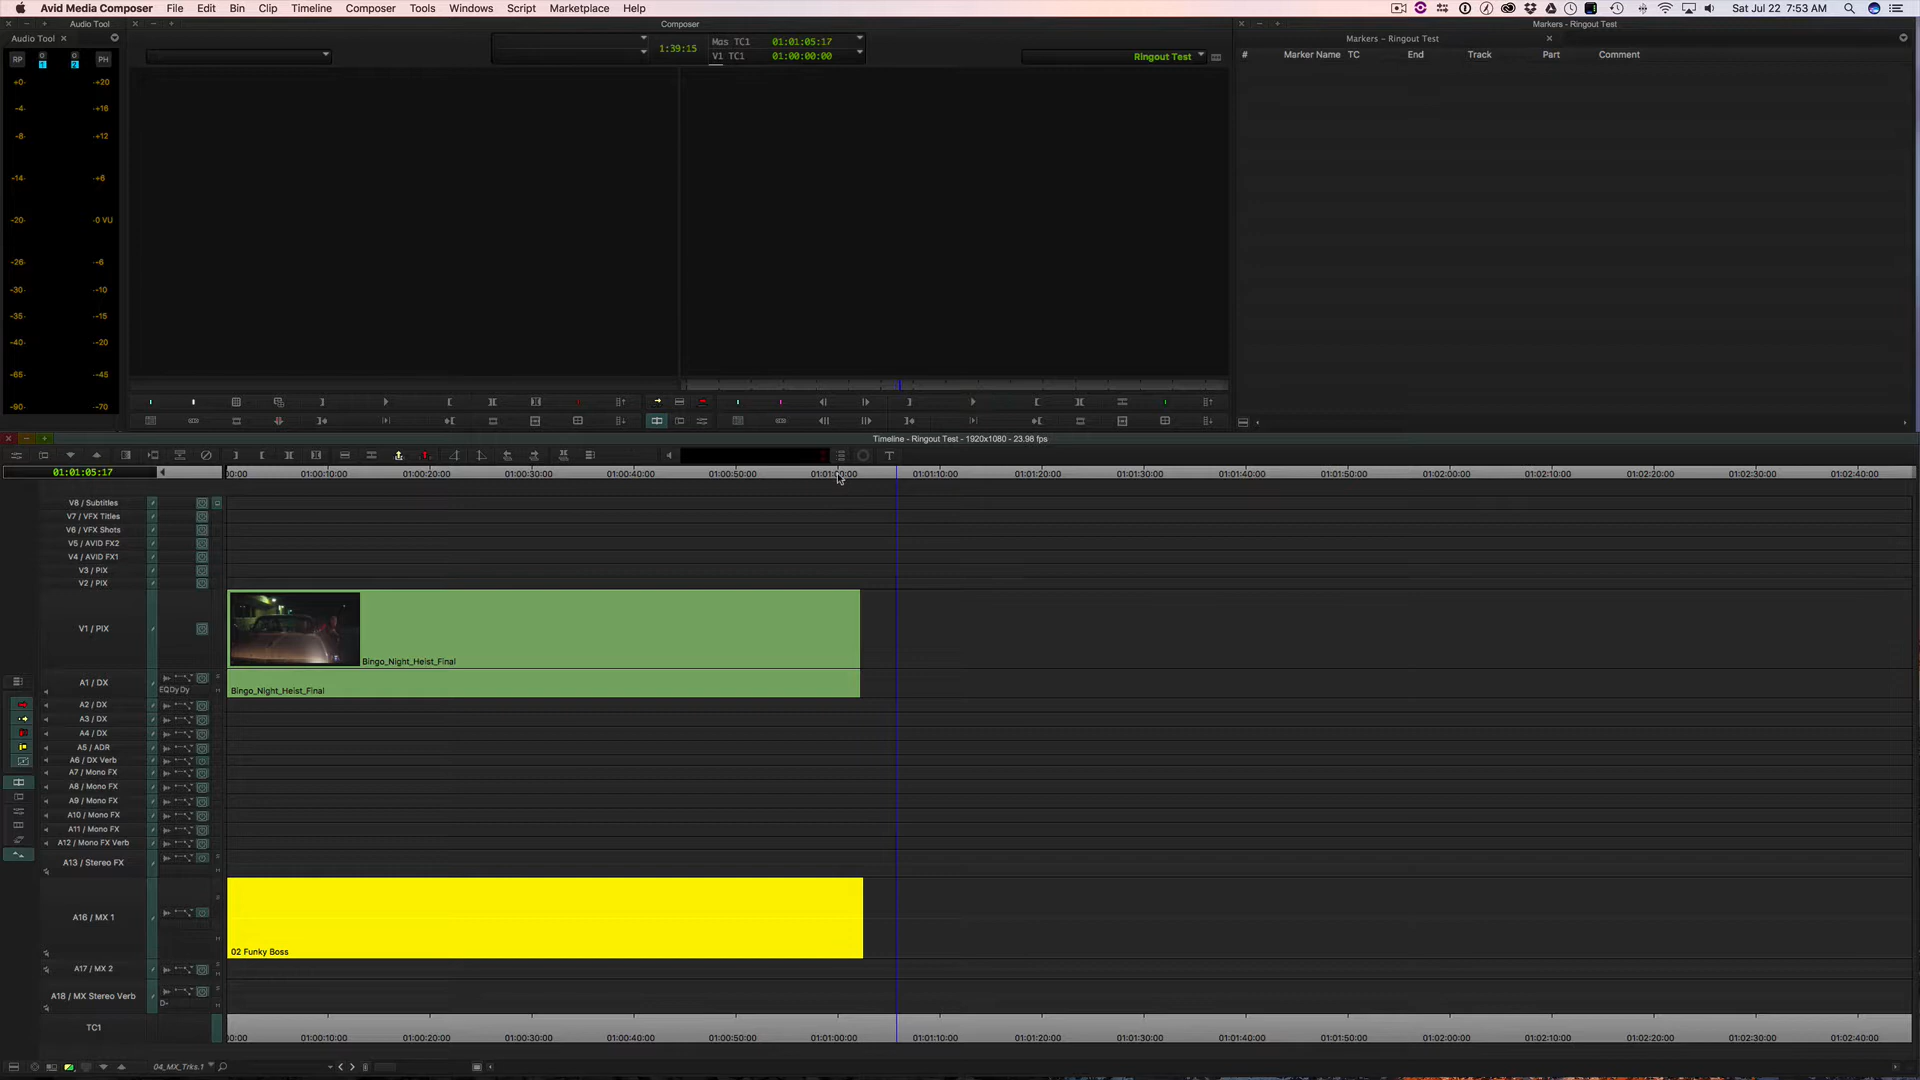 Avid Media Composer File Edit Bin Clip Timeline Composer Tools Windows Script Marketplace Help
Sat Jul 22 7:53 AM
Audio Tool
Composer
Markers - Ringout Test
Audio Tool
Markers - Ringout Test
1:39:15
Mas TC1 01:01:05:17
V1 TC1 01:00:00:00
Ringout Test
# Marker Name TC End Track Part Comment
RP PH
1 2
+0 +20
-4 +16
-8 +12
-14 +6
-20 0 VU
-26 -6
-30 -10
-35 -15
-40 -20
-65 -45
-90 -70
Timeline - Ringout Test - 1920x1080 - 23.98 fps
01:01:05:17
00:00 01:00:10:00 01:00:20:00 01:00:30:00 01:00:40:00 01:00:50:00 01:01:00:00 01:01:10:00 01:01:20:00 01:01:30:00 01:01:40:00 01:01:50:00 01:02:00:00 01:02:10:00 01:02:20:00 01:02:30:00 01:02:40:00
V8 / Subtitles
V7 / VFX Titles
V6 / VFX Shots
V5 / AVID FX2
V4 / AVID FX1
V3 / PIX
V2 / PIX
V1 / PIX
Bingo_Night_Heist_Final
A1 / DX
EQDyDy
Bingo_Night_Heist_Final
A2 / DX
A3 / DX
A4 / DX
A5 / ADR
A6 / DX Verb
A7 / Mono FX
A8 / Mono FX
A9 / Mono FX
A10 / Mono FX
A11 / Mono FX
A12 / Mono FX Verb
A13 / Stereo FX
A16 / MX 1
02 Funky Boss
A17 / MX 2
A18 / MX Stereo Verb
D-
TC1
00:00 01:00:10:00 01:00:20:00 01:00:30:00 01:00:40:00 01:00:50:00 01:01:00:00 01:01:10:00 01:01:20:00 01:01:30:00 01:01:40:00 01:01:50:00 01:02:00:00 01:02:10:00 01:02:20:00 01:02:30:00 01:02:40:00
04_MX_Trks.1